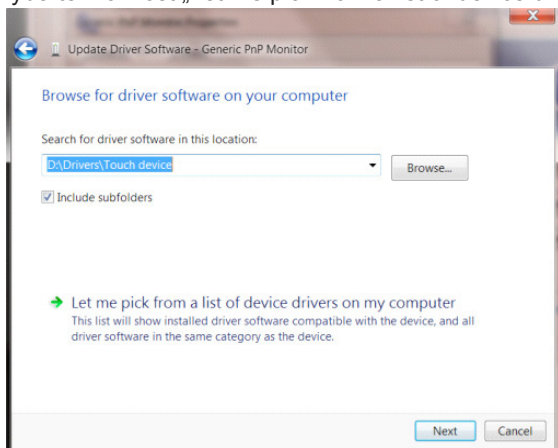 Update Driver Software - Generic PnP Monitor
Browse for driver software on your computer
Search for driver software in this location:
D:\Drivers\Touch device
Browse...
Include subfolders
Let me pick from a list of device drivers on my computer
This list will show installed driver software compatible with the device, and all
driver software in the same category as the device.
Next
Cancel